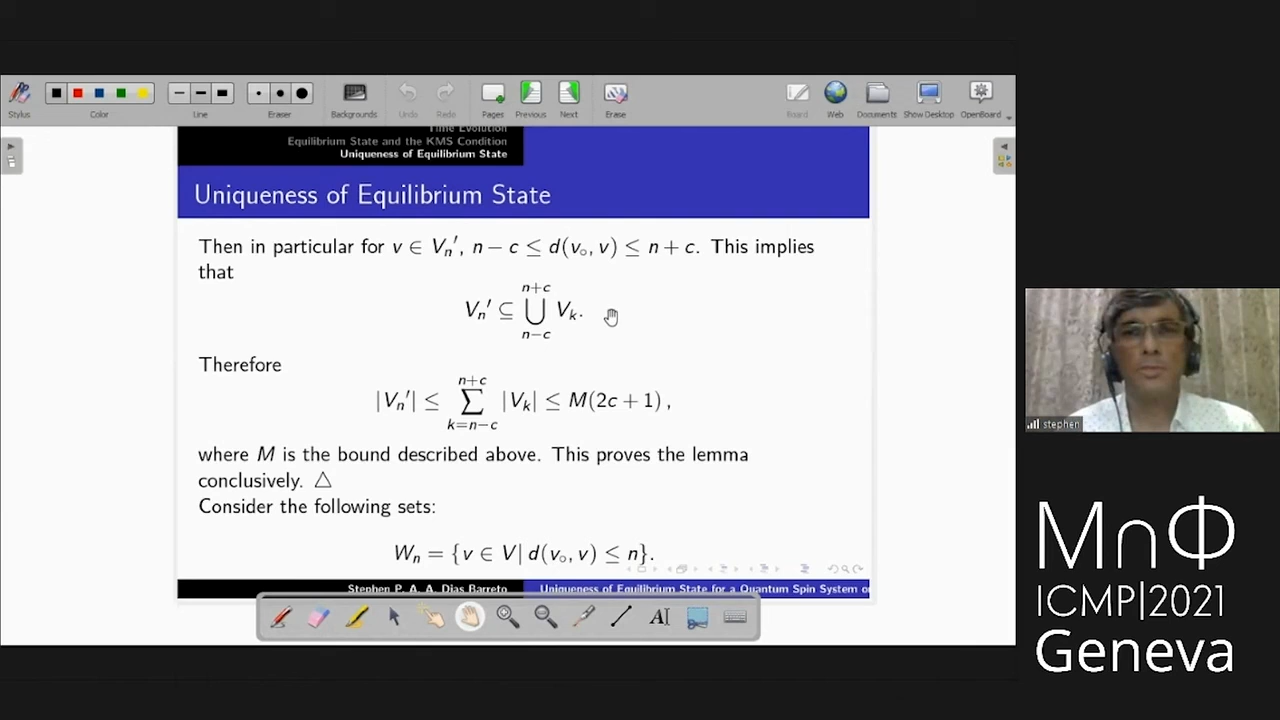 Stylus
Color
Line
Eraser
Backgrounds
Undo
Redo
Pages
Previous
Next
Erase
Board
Web
Documents
Show Desktop
OpenBoard
Time Evolution
Equilibrium State and the KMS Condition
Uniqueness of Equilibrium State
Uniqueness of Equilibrium State
Then in particular for v ∈ Vₙ′, n − c ≤ d(v∘, v) ≤ n + c. This implies
that
n+c
Vₙ′ ⊆ ⋃ Vₖ.
n−c
Therefore
n+c
|Vₙ′| ≤ ∑ |Vₖ| ≤ M(2c + 1),
k=n−c
where M is the bound described above. This proves the lemma
conclusively. △
Consider the following sets:
Wₙ = {v ∈ V| d(v∘, v) ≤ n}.
Stephen P. A. A. Dias Barreto
Uniqueness of Equilibrium State for a Quantum Spin System o
AI
stephen
M∩Φ
ICMP|2021
Geneva